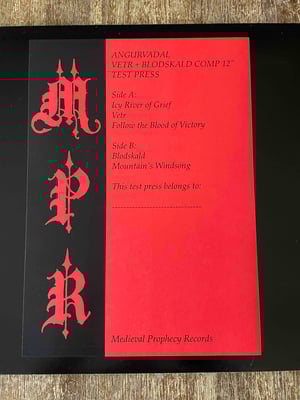 M
P
R
ANGURVADAL
VETR + BLODSKALD COMP 12"
TEST PRESS
Side A:
Icy River of Grief
Vetr
Follow the Blood of Victory
Side B:
Blodskald
Mountain's Windsong
This test press belongs to:
Medieval Prophecy Records